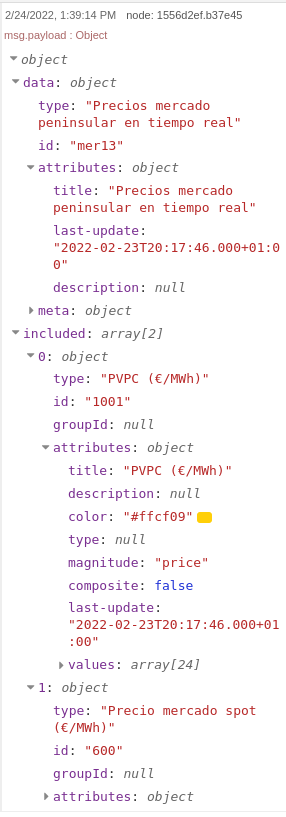 2/24/2022, 1:39:14 PM node: 1556d2ef.b37e45
msg.payload : Object
object
data: object
type: "Precios mercado
peninsular en tiempo real"
id: "mer13"
attributes: object
title: "Precios mercado
peninsular en tiempo real"
last-update:
"2022-02-23T20:17:46.000+01:0
0"
description: null
meta: object
included: array[2]
0: object
type: "PVPC (€/MWh)"
id: "1001"
groupId: null
attributes: object
title: "PVPC (€/MWh)"
description: null
color: "#ffcf09"
type: null
magnitude: "price"
composite: false
last-update:
"2022-02-23T20:17:46.000+01
:00"
values: array[24]
1: object
type: "Precio mercado spot
(€/MWh)"
id: "600"
groupId: null
attributes: object